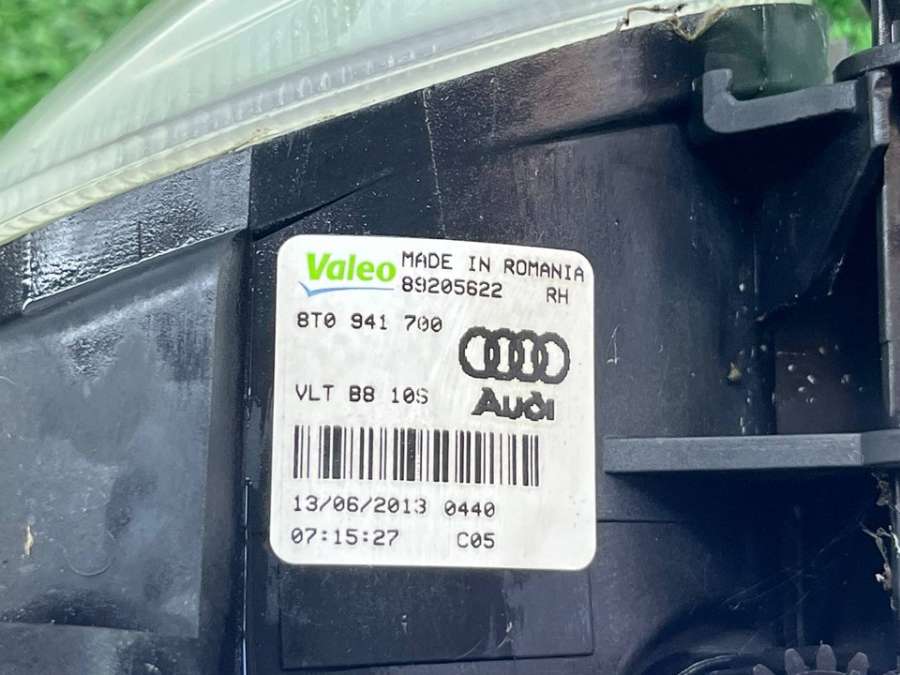 Valeo MADE IN ROMANIA
89205622 RH
8T0 941 700
Audi
VLT B8 10S
13/06/2013 0440
07:15:27 C05